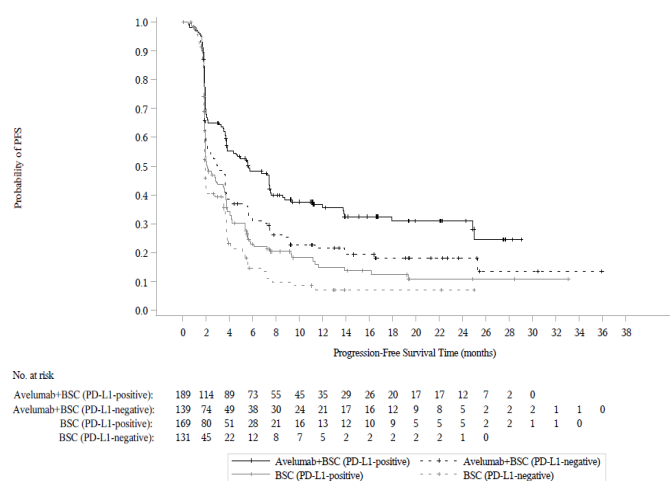 Probability of PFS
1.0
0.9
0.8
0.7
0.6
0.5
0.4
0.3
0.2
0.1
0.0
0 2 4 6 8 10 12 14 16 18 20 22 24 26 28 30 32 34 36 38
Progression-Free Survival Time (months)
No. at risk
Avelumab+BSC (PD-L1-positive): 189 114 89 73 55 45 35 29 26 20 17 17 12 7 2 0
Avelumab+BSC (PD-L1-negative): 139 74 49 38 30 24 21 17 16 12 9 8 5 2 2 2 1 1 0
BSC (PD-L1-positive): 169 80 51 28 21 16 13 12 10 9 5 5 5 2 2 1 1 0
BSC (PD-L1-negative): 131 45 22 12 8 7 5 2 2 2 2 2 1 0
Avelumab+BSC (PD-L1-positive) Avelumab+BSC (PD-L1-negative)
BSC (PD-L1-positive) BSC (PD-L1-negative)